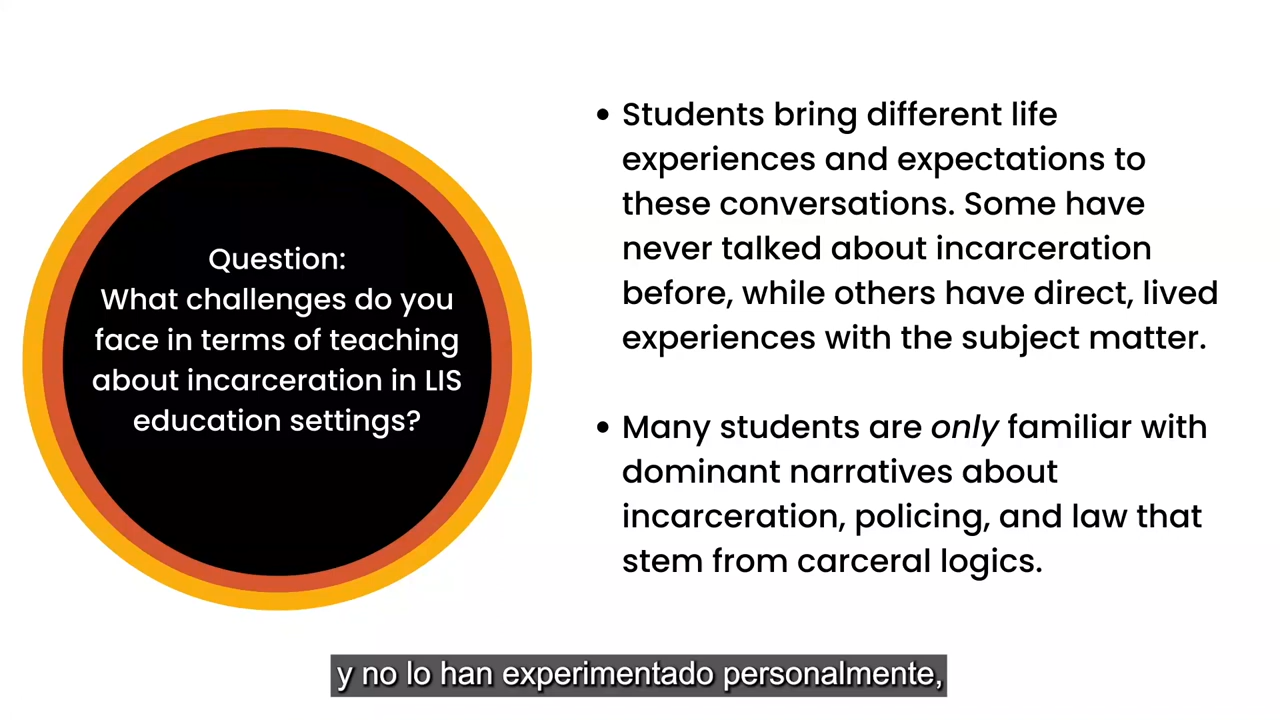 Question:
What challenges do you
face in terms of teaching
about incarceration in LIS
education settings?
• Students bring different life
experiences and expectations to
these conversations. Some have
never talked about incarceration
before, while others have direct, lived
experiences with the subject matter.
• Many students are only familiar with
dominant narratives about
incarceration, policing, and law that
stem from carceral logics.
y no lo han experimentado personalmente,